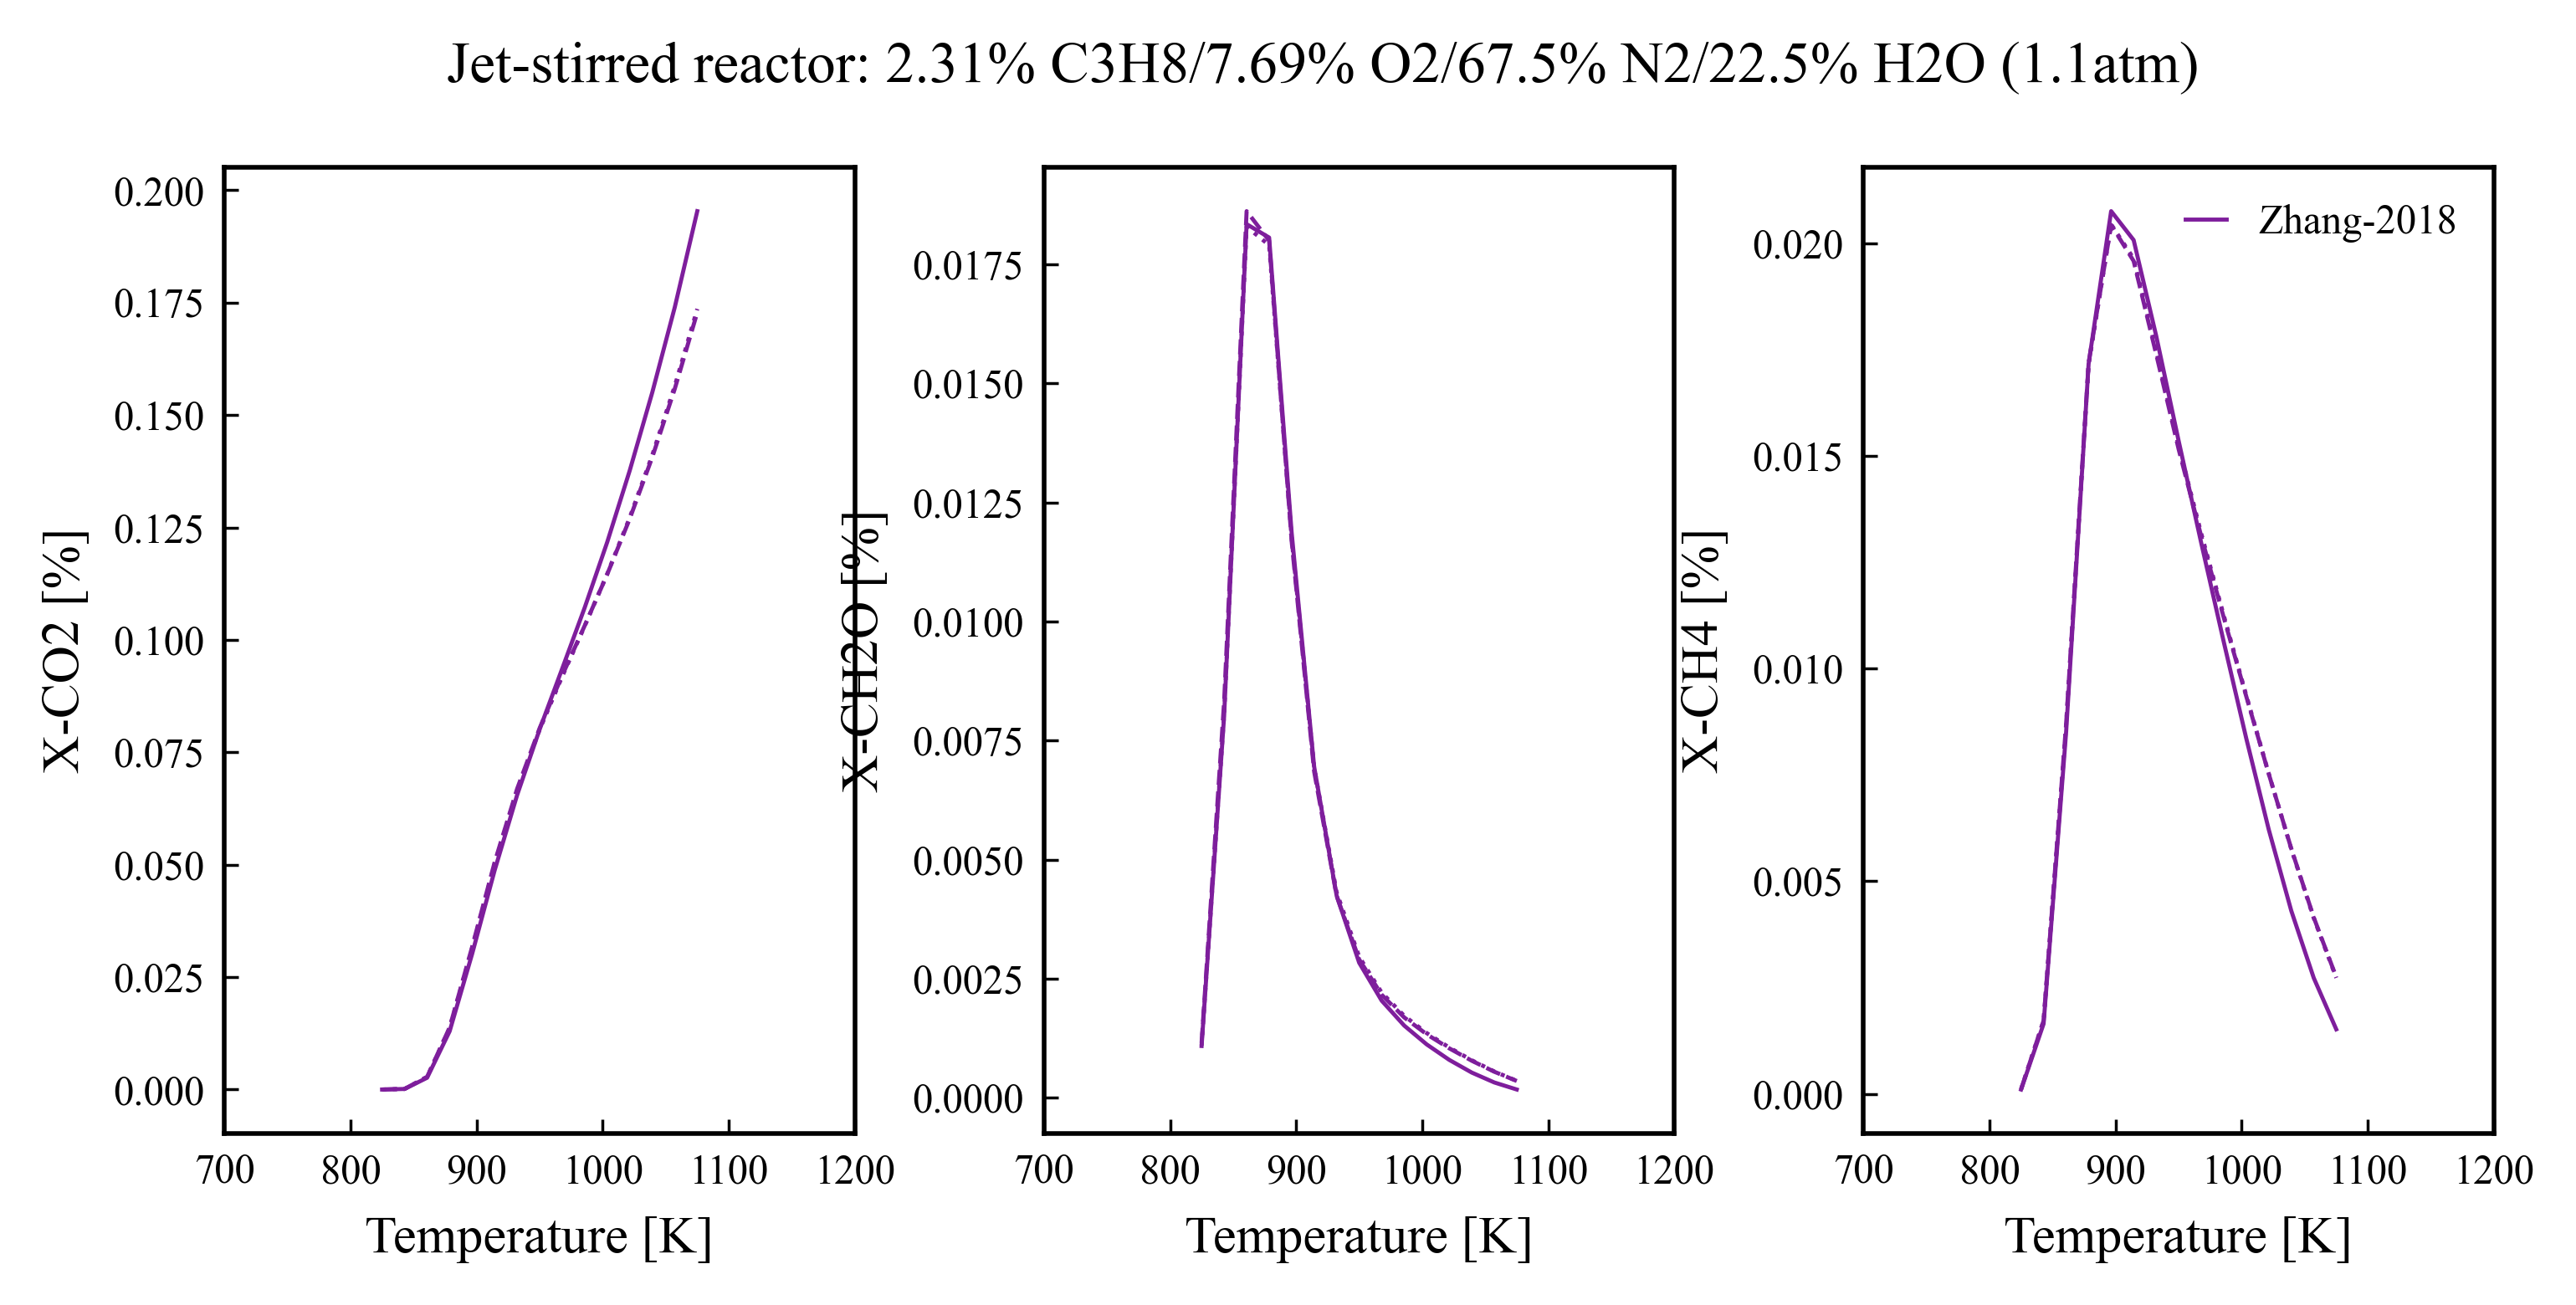 Jet-stirred reactor: 2.31% C3H8/7.69% O2/67.5% N2/22.5% H2O (1.1atm)
X-CO2 [%]
0.200
0.175
0.150
0.125
0.100
0.075
0.050
0.025
0.000
700 800 900 1000 1100 1200
Temperature [K]
X-CH2O [%]
0.0175
0.0150
0.0125
0.0100
0.0075
0.0050
0.0025
0.0000
700 800 900 1000 1100 1200
Temperature [K]
X-CH4 [%]
0.020
0.015
0.010
0.005
0.000
700 800 900 1000 1100 1200
Temperature [K]
Zhang-2018